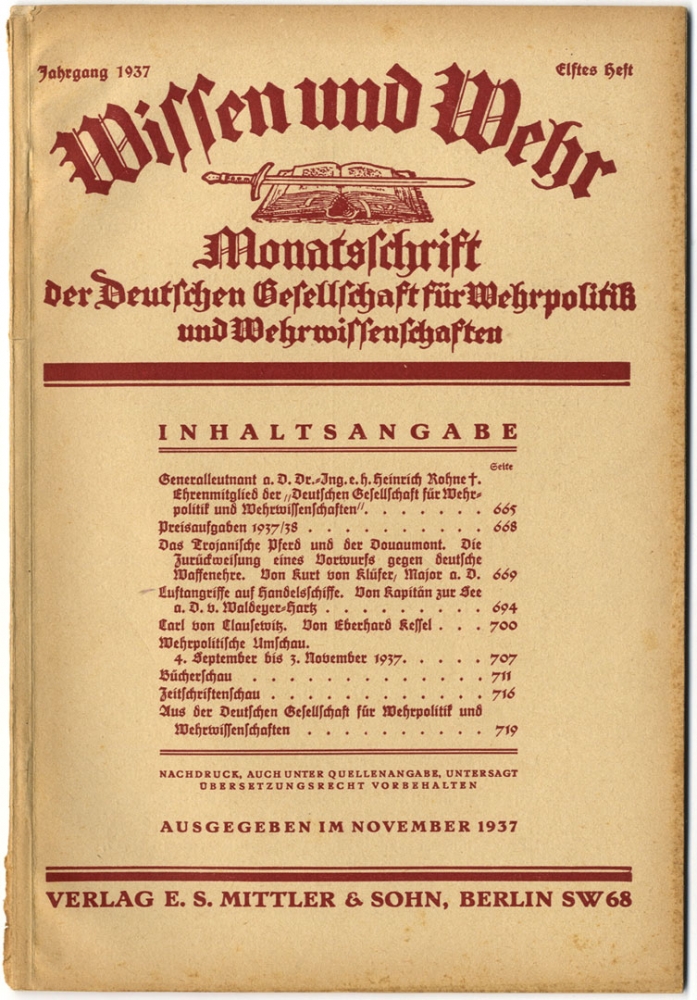 Jahrgang 1937
Elftes Heft
Wissen und Wehr
Monatsschrift
der Deutschen Gesellschaft für Wehrpolitik
und Wehrwissenschaften
INHALTSANGABE
Seite
Generalleutnant a. D. Dr.-Ing. e. h. Heinrich Rohne †.
Ehrenmitglied der „Deutschen Gesellschaft für Wehr-
politik und Wehrwissenschaften“. . . . . . . . 665
Preisaufgaben 1937/38 . . . . . . . . . . 668
Das Trojanische Pferd und der Douaumont. Die
Zurückweisung eines Vorwurfs gegen deutsche
Waffenehre. Von Kurt von Klüfer, Major a. D. 669
Luftangriffe auf Handelsschiffe. Von Kapitän zur See
a. D. v. Waldeyer-Hartz . . . . . . . . . 694
Carl von Clausewitz. Von Eberhard Kessel . . . 700
Wehrpolitische Umschau.
4. September bis 3. November 1937. . . . . 707
Bücherschau . . . . . . . . . . . . 711
Zeitschriftenschau . . . . . . . . . . . . 716
Aus der Deutschen Gesellschaft für Wehrpolitik und
Wehrwissenschaften . . . . . . . . . . 719
NACHDRUCK, AUCH UNTER QUELLENANGABE, UNTERSAGT
ÜBERSETZUNGSRECHT VORBEHALTEN
AUSGEGEBEN IM NOVEMBER 1937
VERLAG E. S. MITTLER & SOHN, BERLIN SW 68